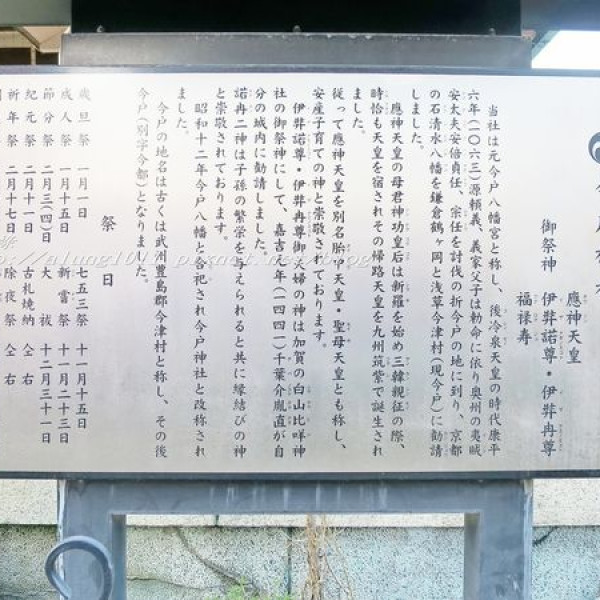 御祭神
應神天皇
伊弉諾尊・伊弉冉尊
福禄寿
当社は元今戸八幡宮と称し、後冷泉天皇の時代康平
六年(一〇六三)源頼義、義家父子は勅命に依り奥州の夷賊
安太夫安倍貞任、宗任を討伐の折今戸の地に到り、京都
の石清水八幡を鎌倉鶴ヶ岡と浅草今津村(現今戸)に勧請
しました。
應神天皇の母君神功皇后は新羅を始め三韓親征の際、
時恰も天皇を宿されその帰路天皇を九州筑紫で誕生され
ました。
従って應神天皇を別名胎中天皇・聖母天皇とも称し、
安産子育ての神と崇敬されております。
伊弉諾尊・伊弉冉尊御夫婦の神は加賀の白山比咩神
社の御祭神にして、嘉吉元年(一四四一)千葉介胤直が自
分の城内に勧請しました。
諾冉二神は子孫の繁栄を与えられると共に縁結びの神
と崇敬されております。
昭和十二年今戸八幡と合祀され今戸神社と改称され
ました。
今戸の地名は古くは武州豊島郡今津村と称し、その後
今戸(別字今都)となりました。
祭日
歳旦祭 一月一日 七五三祭 十一月十五日
成人祭 一月十五日 新嘗祭 十一月二十三日
節分祭 二月三(四)日 大祓 十二月三十一日
紀元祭 二月十一日 古札焼納 仝右
祈年祭 二月十七日 除夜祭 仝右